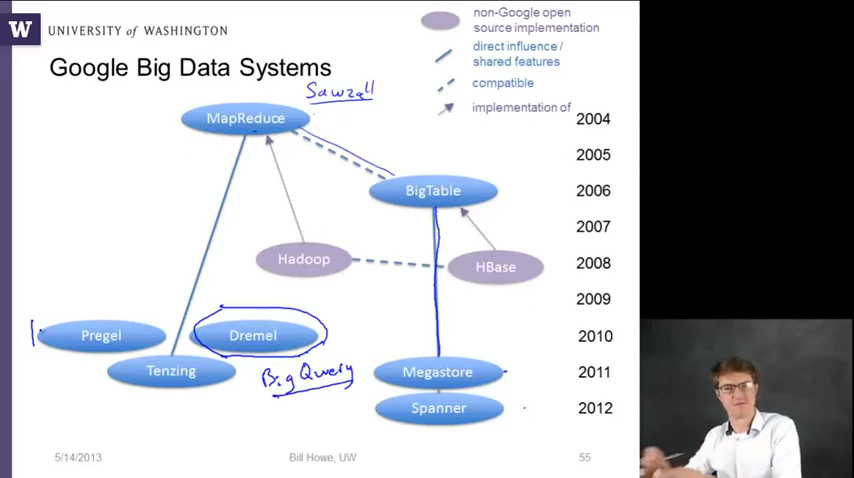 W UNIVERSITY of WASHINGTON
non-Google open
source implementation
direct influence /
shared features
compatible
implementation of
Google Big Data Systems
Sawzall
MapReduce
2004
2005
BigTable
2006
2007
Hadoop
HBase
2008
2009
Pregel
Dremel
2010
Tenzing
BigQuery
Megastore
2011
Spanner
2012
5/14/2013
Bill Howe, UW
55